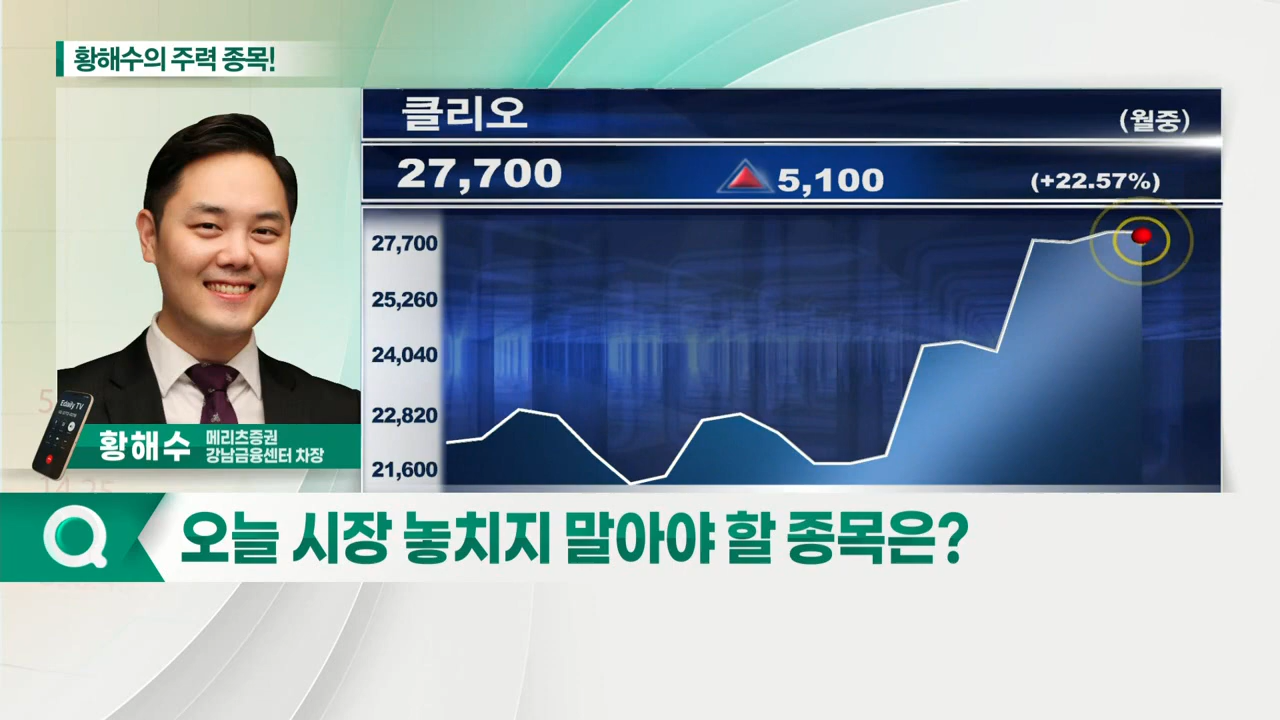 황해수의 주력 종목!
클리오
(월중)
27,700
5,100
(+22.57%)
27,700
25,260
24,040
22,820
21,600
Edaily TV
황해수
메리츠증권
강남금융센터 차장
오늘 시장 놓치지 말아야 할 종목은?